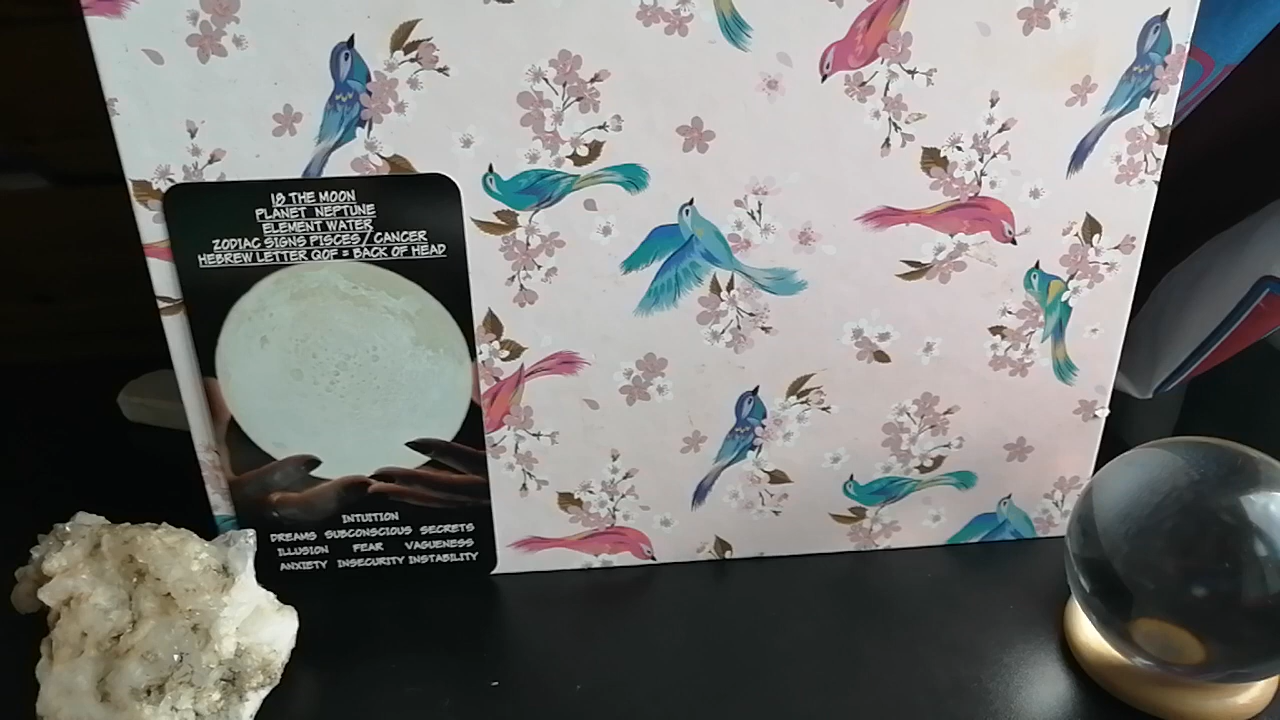 18 THE MOON
PLANET NEPTUNE
ELEMENT WATER
ZODIAC SIGNS PISCES / CANCER
HEBREW LETTER QOF = BACK OF HEAD
INTUITION
DREAMS SUBCONSCIOUS SECRETS
ILLUSION FEAR VAGUENESS
ANXIETY INSECURITY INSTABILITY